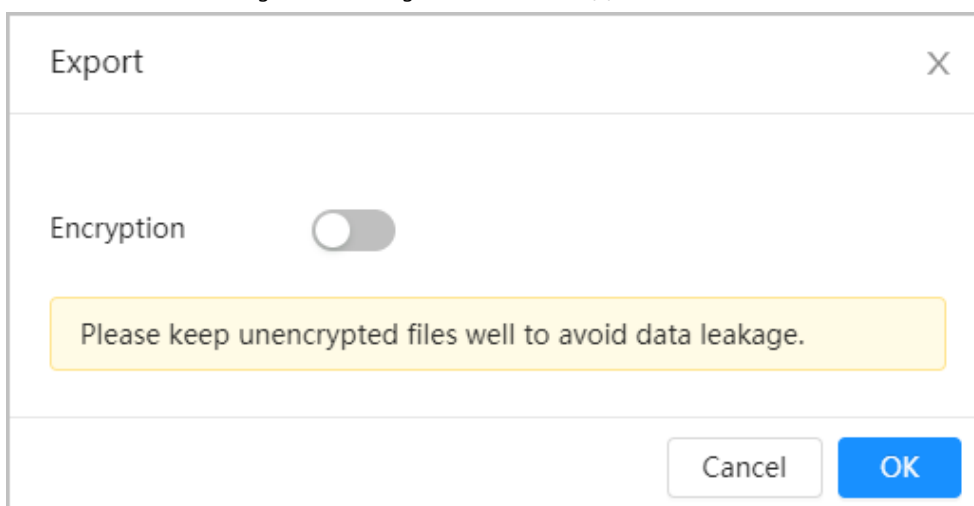 Export X
Encryption
Please keep unencrypted files well to avoid data leakage.
Cancel OK